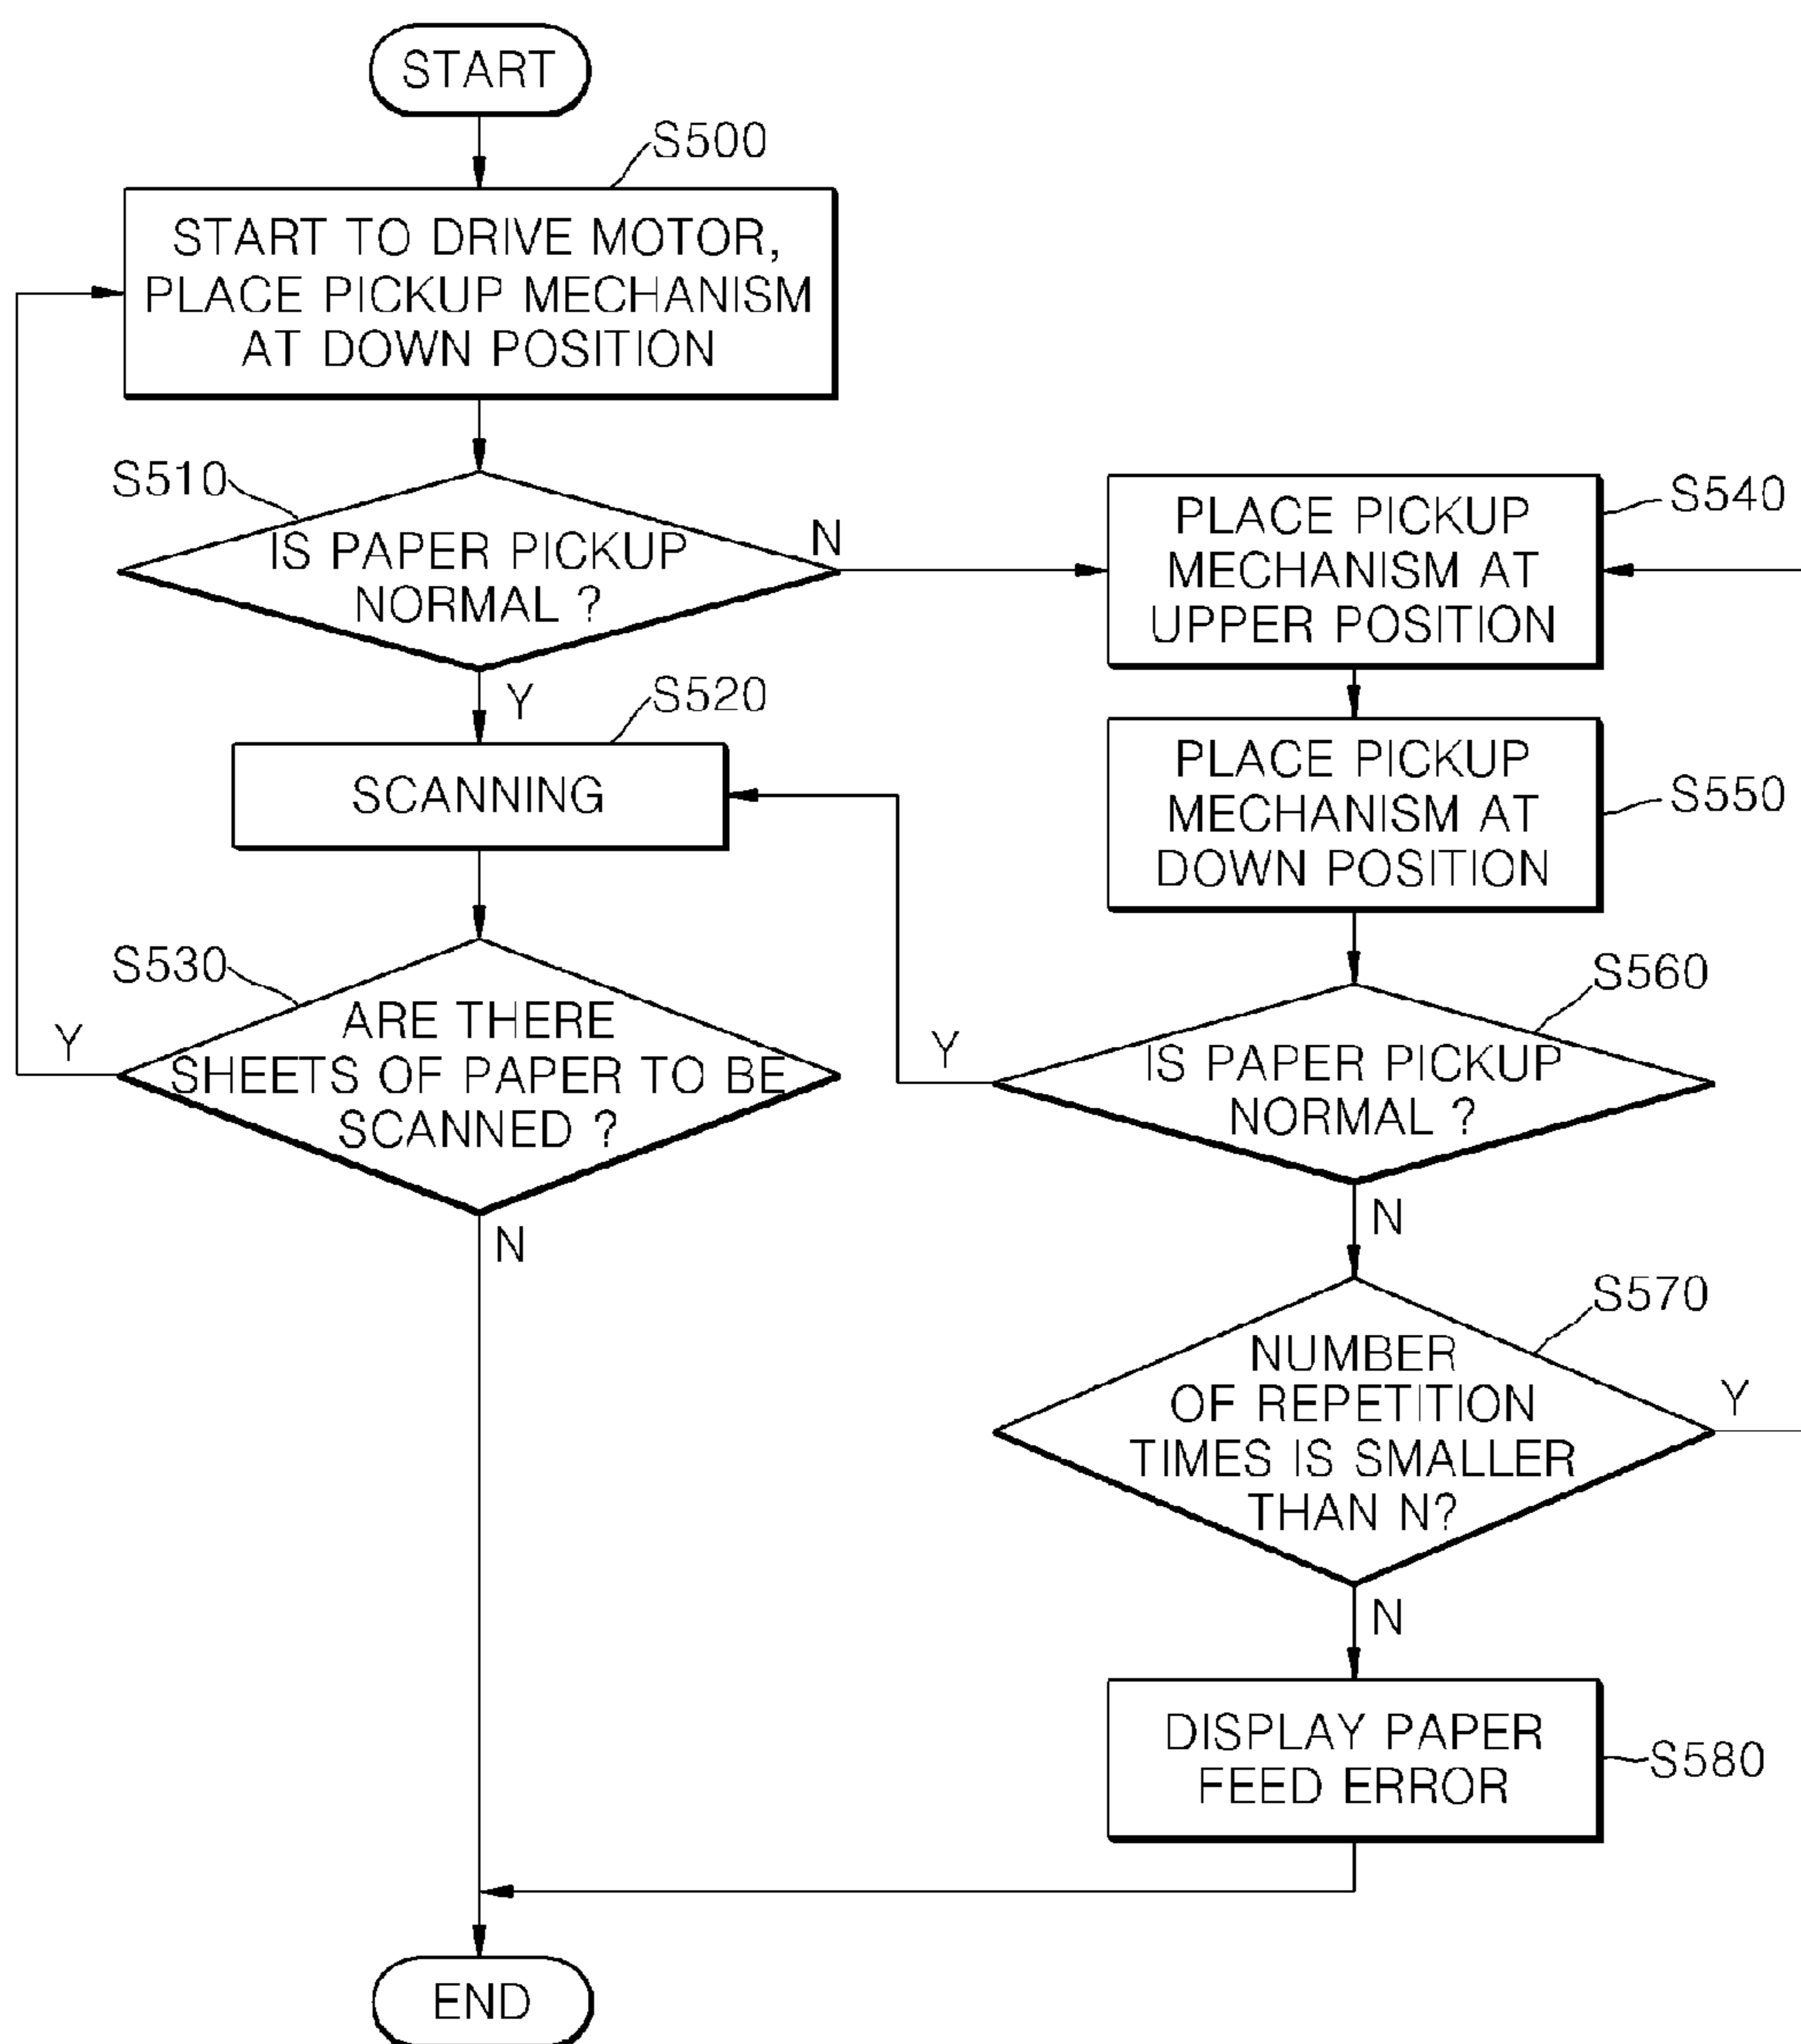 START
S500
START TO DRIVE MOTOR,
PLACE PICKUP MECHANISM
AT DOWN POSITION
S510
IS PAPER PICKUP
NORMAL ?
N
Y
S520
SCANNING
S530
ARE THERE
SHEETS OF PAPER TO BE
SCANNED ?
Y
N
S540
PLACE PICKUP
MECHANISM AT
UPPER POSITION
S550
PLACE PICKUP
MECHANISM AT
DOWN POSITION
S560
IS PAPER PICKUP
NORMAL ?
Y
N
S570
NUMBER
OF REPETITION
TIMES IS SMALLER
THAN N?
Y
N
DISPLAY PAPER
FEED ERROR
S580
END